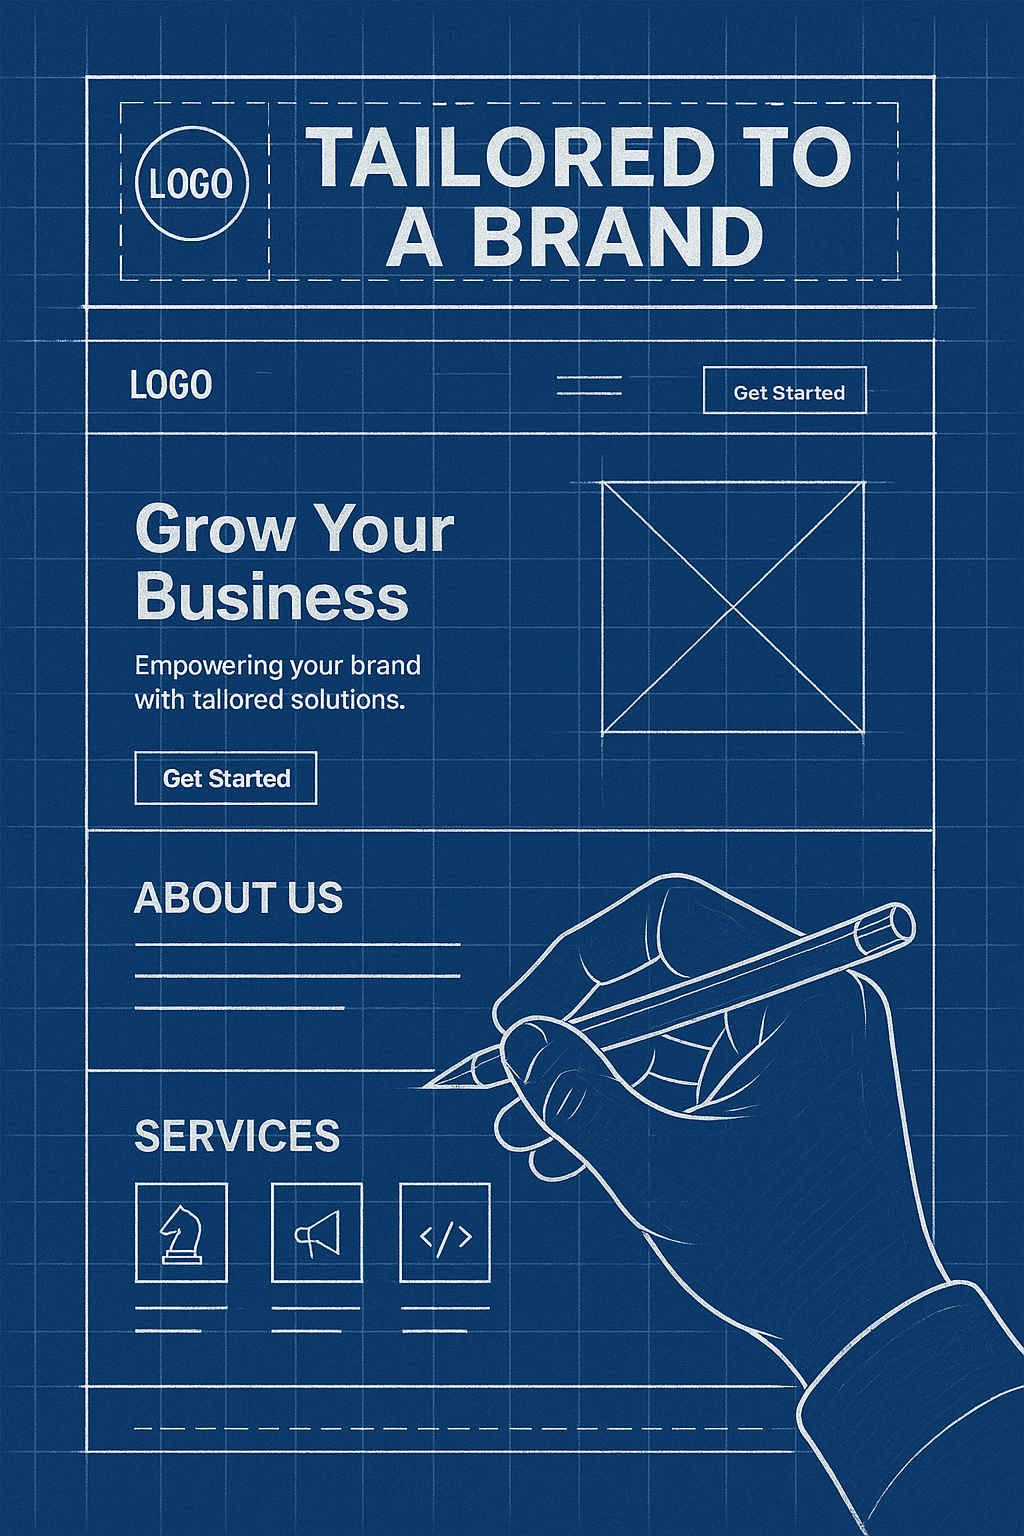 LOGO
TAILORED TO
A BRAND
LOGO
Get Started
Grow Your
Business
Empowering your brand
with tallored solutions.
Get Started
ABOUT US
SERVICES
</>